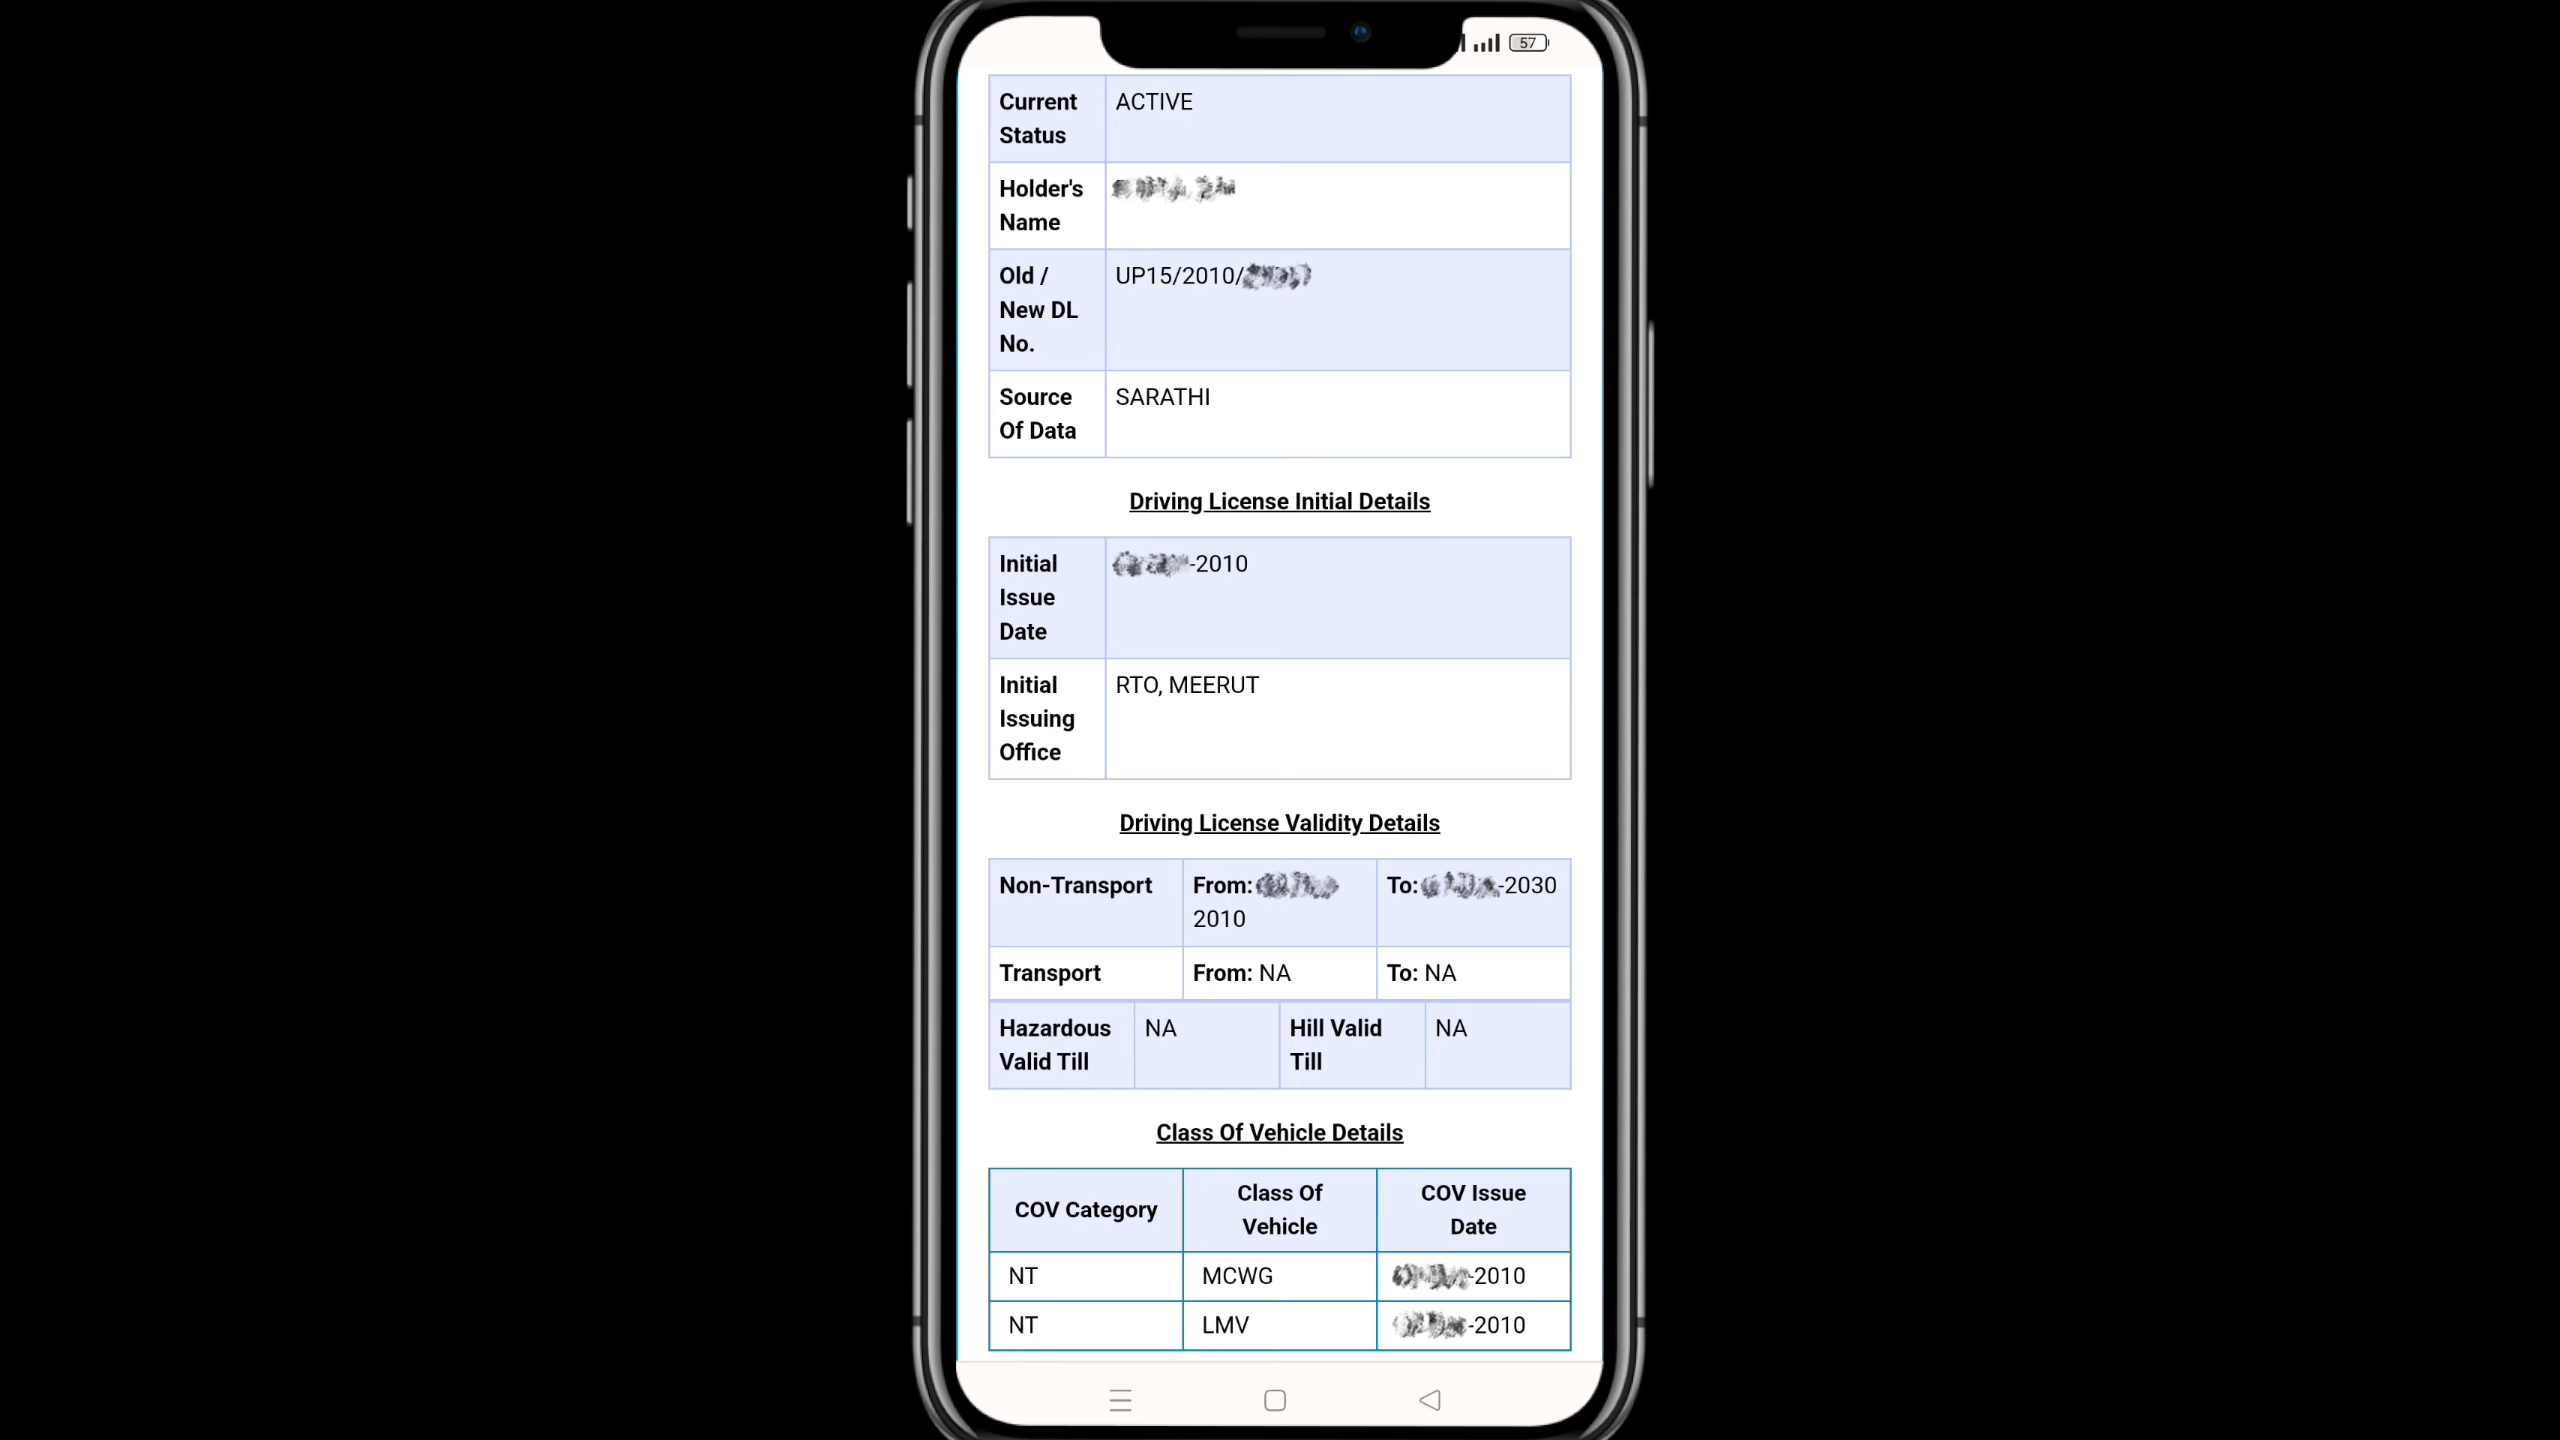 57
Current
Status
ACTIVE
Holder's
Name
Old /
New DL
No.
UP15/2010/
Source
Of Data
SARATHI
Driving License Initial Details
Initial
Issue
Date
-2010
Initial
Issuing
Office
RTO, MEERUT
Driving License Validity Details
Non-Transport
From:
2010
To: -2030
Transport
From: NA
To: NA
Hazardous
Valid Till
NA
Hill Valid
Till
NA
Class Of Vehicle Details
COV Category
Class Of
Vehicle
COV Issue
Date
NT
MCWG
-2010
NT
LMV
-2010